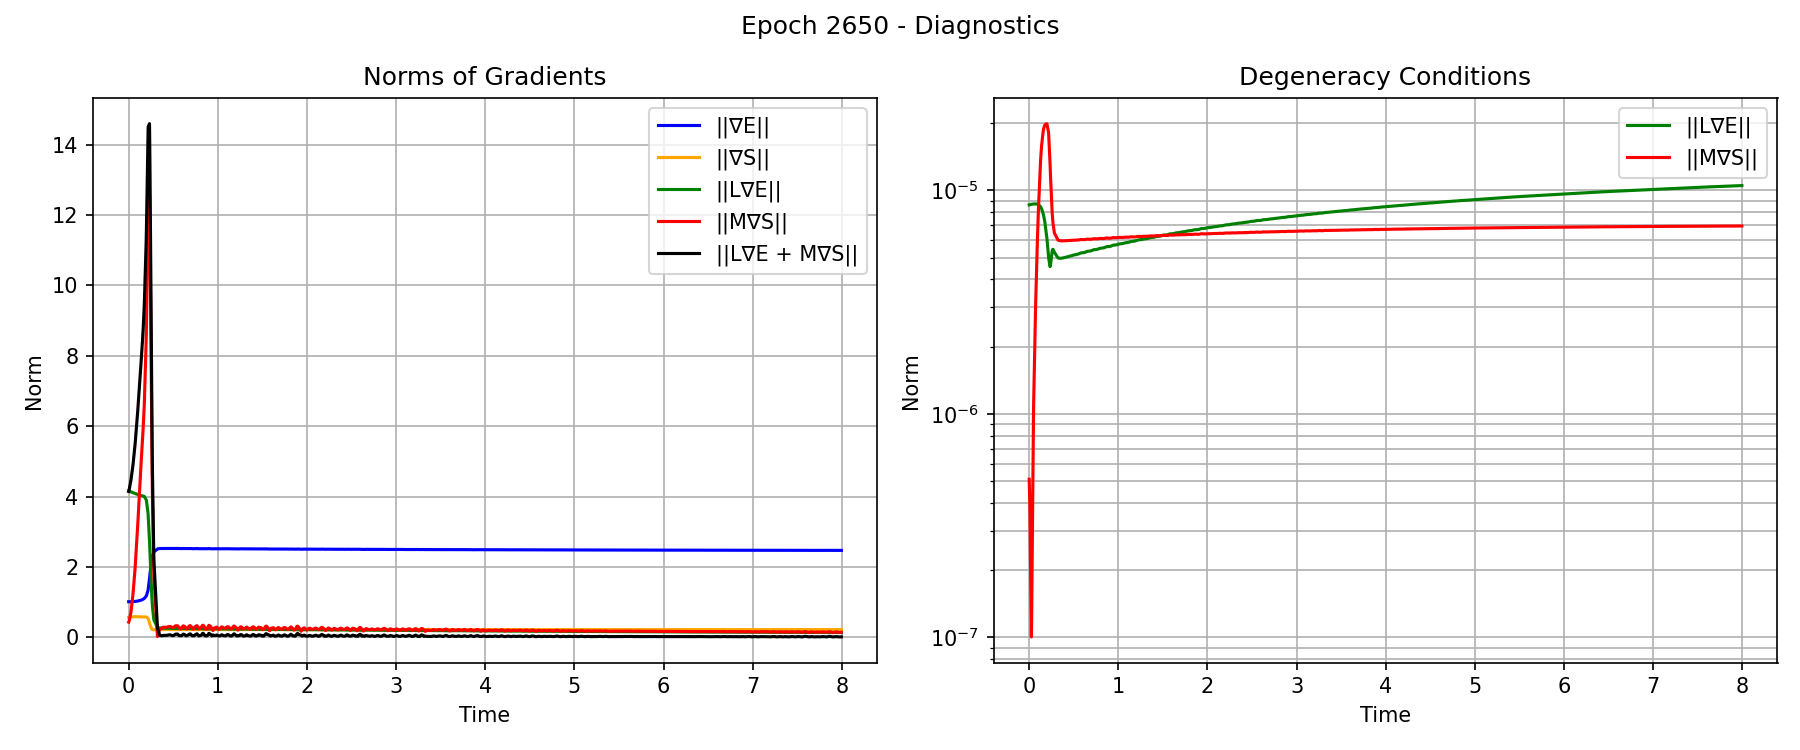 Epoch 2650 - Diagnostics
Norms of Gradients
Norm
14
12
10
8
6
4
2
0
0 1 2 3 4 5 6 7 8
Time
||∇E||
||∇S||
||L∇E||
||M∇S||
||L∇E + M∇S||
Degeneracy Conditions
Norm
10⁻⁵
10⁻⁶
10⁻⁷
0 1 2 3 4 5 6 7 8
Time
||L∇E||
||M∇S||